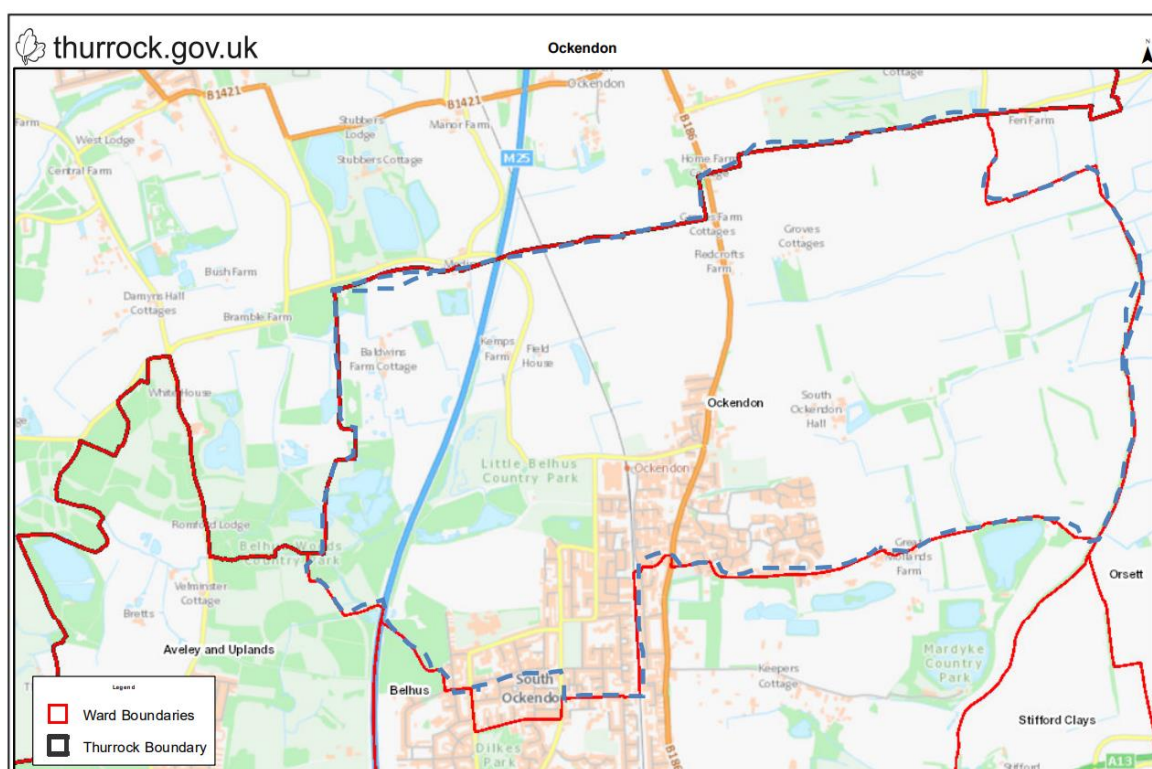 thurrock.gov.uk
Ockendon
N
B1421
B1421
Ockendon
Cottage
Farm
West Lodge
Central Farm
Stubbers
Lodge
Manor Farm
Stubbers Cottage
M25
B186
Fen Farm
Home Farm
Cottages
Farm
Cottages
Groves
Cottages
Redcrofts
Farm
Bush Farm
Damyns Hall
Cottages
Bramble Farm
Baldwins
Farm Cottage
Kemps
Farm
Field
House
White House
Ockendon
South
Ockendon
Hall
Little Belhus
Country Park
Ockendon
Romford Lodge
Belhus Woods
Country Park
Great
Farm
Velminster
Cottage
Bretts
Orsett
Aveley and Uplands
Belhus
South
Ockendon
Keepers
Cottage
Mardyke
Country
Park
Stifford Clays
Dilkes
Park
B186
Stifford
A13
Legend
Ward Boundaries
Thurrock Boundary